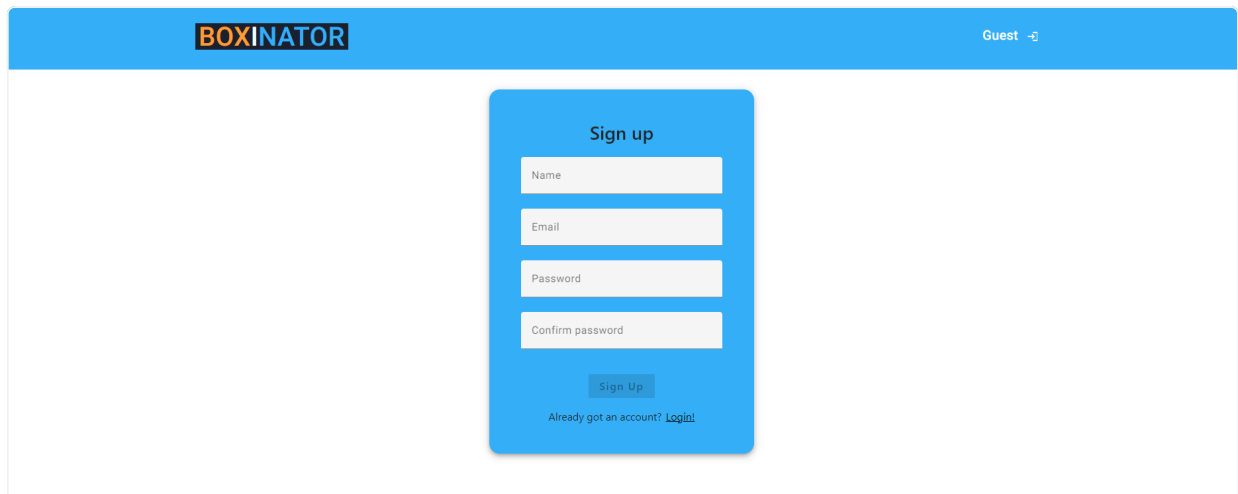 BOXINATOR
Guest
Sign up
Name
Email
Password
Confirm password
Sign Up
Already got an account? Login!